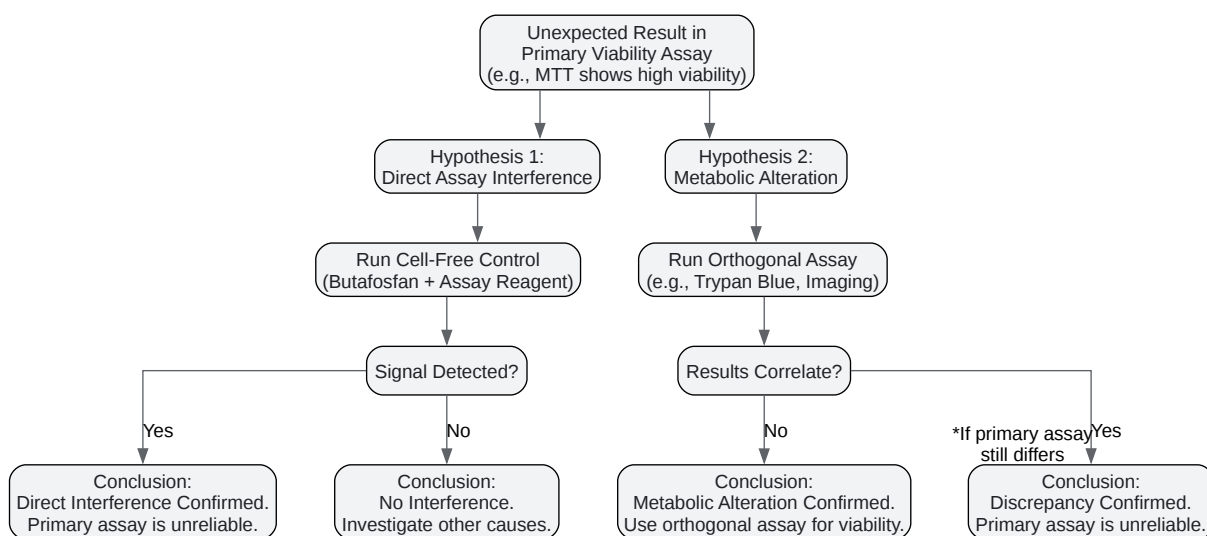 Unexpected Result in
Primary Viability Assay
(e.g., MTT shows high viability)
Hypothesis 1:
Direct Assay Interference
Hypothesis 2:
Metabolic Alteration
Run Cell-Free Control
(Butafosfan + Assay Reagent)
Run Orthogonal Assay
(e.g., Trypan Blue, Imaging)
Signal Detected?
Results Correlate?
Yes
No
No
*If primary assay
still differs
Yes
Conclusion:
Direct Interference Confirmed.
Primary assay is unreliable.
Conclusion:
No Interference.
Investigate other causes.
Conclusion:
Metabolic Alteration Confirmed.
Use orthogonal assay for viability.
Conclusion:
Discrepancy Confirmed.
Primary assay is unreliable.